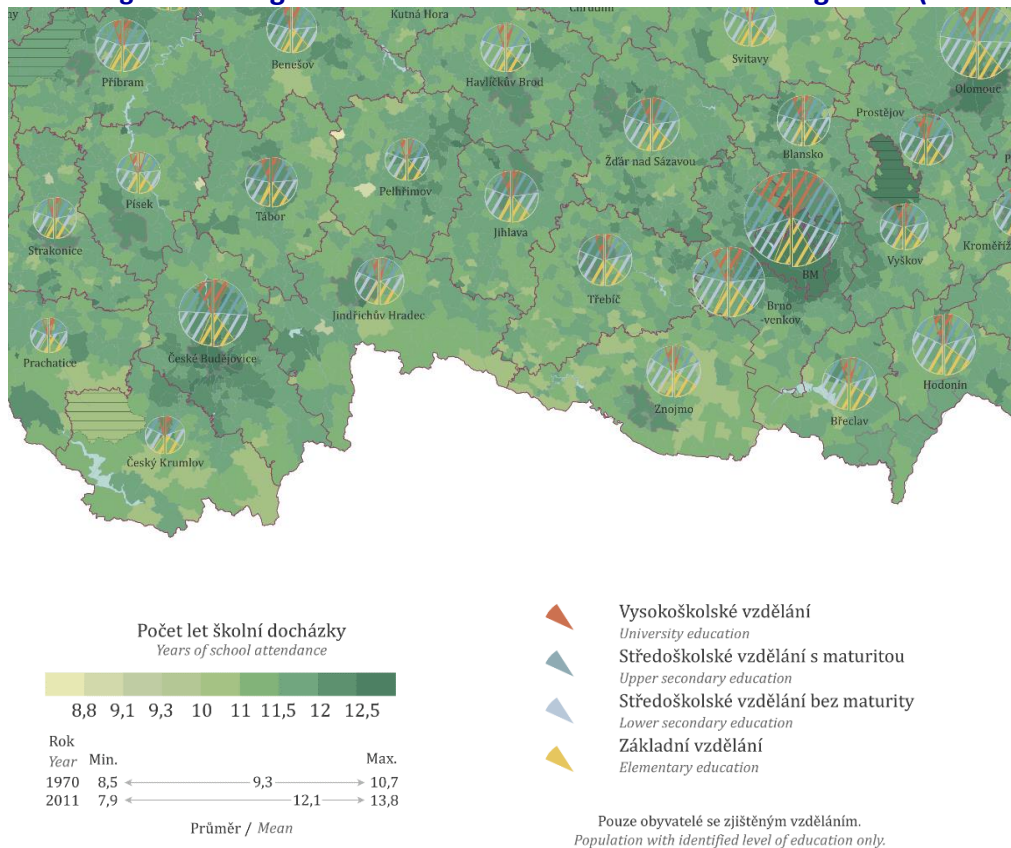 Kutná Hora
Příbram
Benešov
Havlíčkův Brod
Svitavy
Olomouc
Prostějov
Žďár nad Sázavou
Blansko
Písek
Tábor
Pelhřimov
Jihlava
Strakonice
Vyškov
Kroměříž
Třebíč
BM
Brno
-venkov
Jindřichův Hradec
Prachatice
České Budějovice
Znojmo
Hodonín
Břeclav
Český Krumlov
Počet let školní docházky
Years of school attendance
8,8 9,1 9,3 10 11 11,5 12 12,5
Rok
Year Min. Max.
1970 8,5 9,3 10,7
2011 7,9 12,1 13,8
Průměr / Mean
Vysokoškolské vzdělání
University education
Středoškolské vzdělání s maturitou
Upper secondary education
Středoškolské vzdělání bez maturity
Lower secondary education
Základní vzdělání
Elementary education
Pouze obyvatelé se zjištěným vzděláním.
Population with identified level of education only.